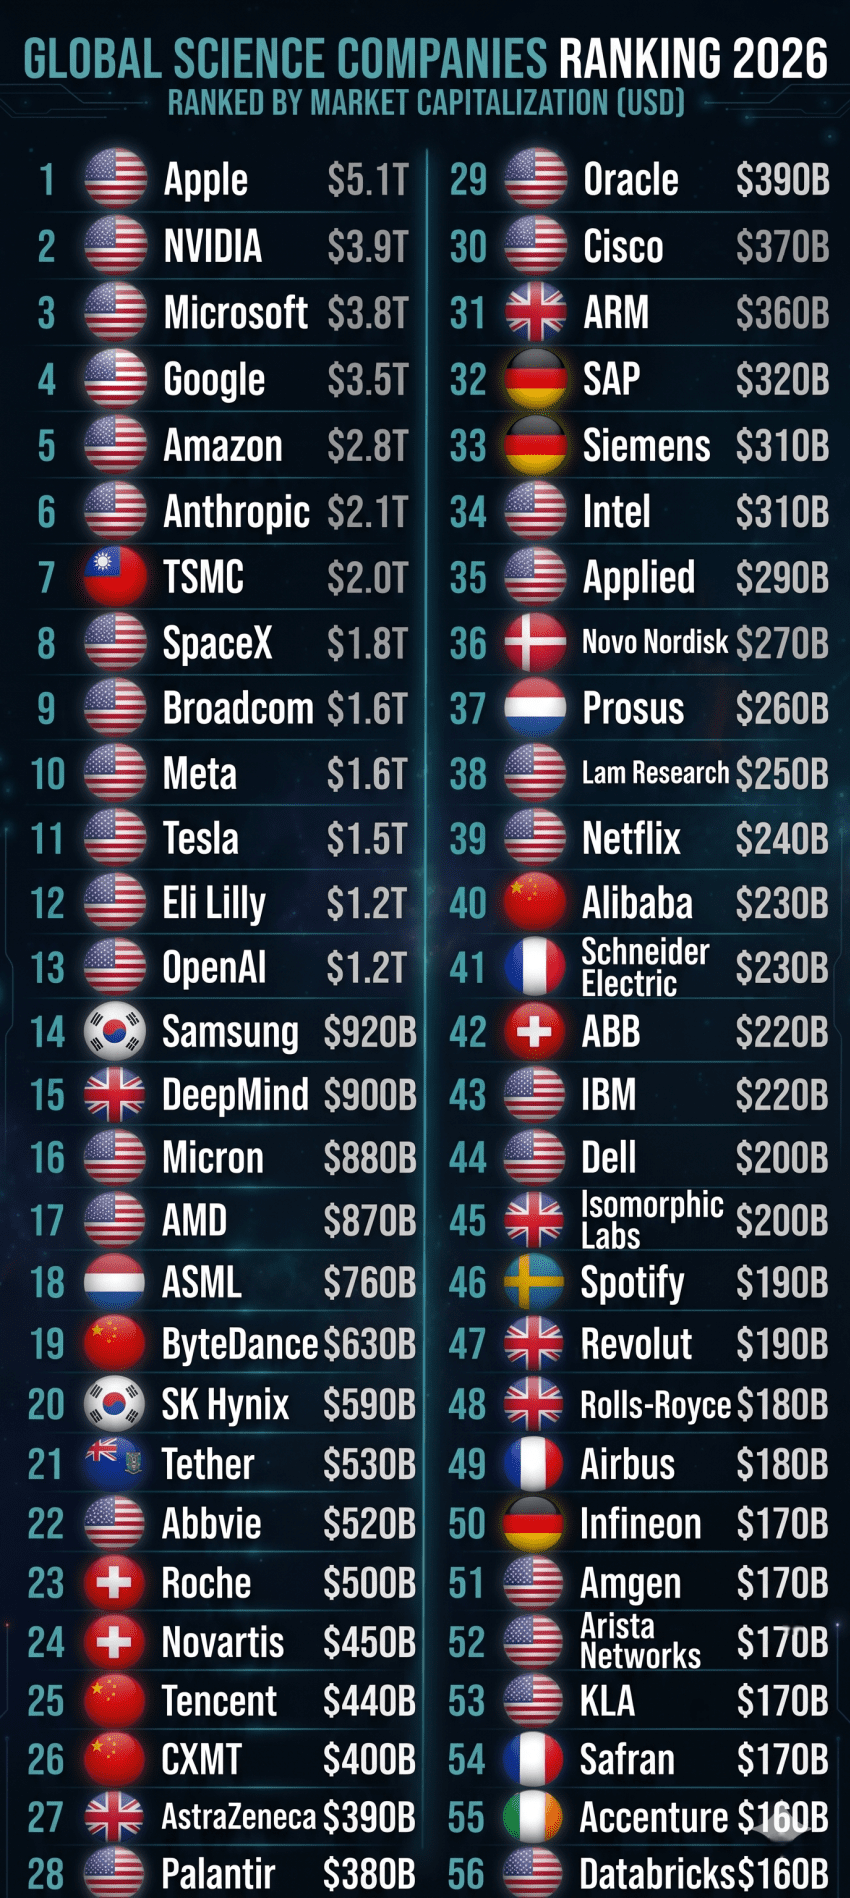 GLOBAL SCIENCE COMPANIES RANKING 2026
RANKED BY MARKET CAPITALIZATION (USD)
1 Apple $5.1T
2 NVIDIA $3.9T
3 Microsoft $3.8T
4 Google $3.5T
5 Amazon $2.8T
6 Anthropic $2.1T
7 TSMC $2.0T
8 SpaceX $1.8T
9 Broadcom $1.6T
10 Meta $1.6T
11 Tesla $1.5T
12 Eli Lilly $1.2T
13 OpenAI $1.2T
14 Samsung $920B
15 DeepMind $900B
16 Micron $880B
17 AMD $870B
18 ASML $760B
19 ByteDance $630B
20 SK Hynix $590B
21 Tether $530B
22 Abbvie $520B
23 Roche $500B
24 Novartis $450B
25 Tencent $440B
26 CXMT $400B
27 AstraZeneca $390B
28 Palantir $380B
29 Oracle $390B
30 Cisco $370B
31 ARM $360B
32 SAP $320B
33 Siemens $310B
34 Intel $310B
35 Applied $290B
36 Novo Nordisk $270B
37 Prosus $260B
38 Lam Research $250B
39 Netflix $240B
40 Alibaba $230B
41 Schneider
Electric $230B
42 ABB $220B
43 IBM $220B
44 Dell $200B
45 Isomorphic
Labs $200B
46 Spotify $190B
47 Revolut $190B
48 Rolls-Royce $180B
49 Airbus $180B
50 Infineon $170B
51 Amgen $170B
52 Arista
Networks $170B
53 KLA $170B
54 Safran $170B
55 Accenture $160B
56 Databricks $160B